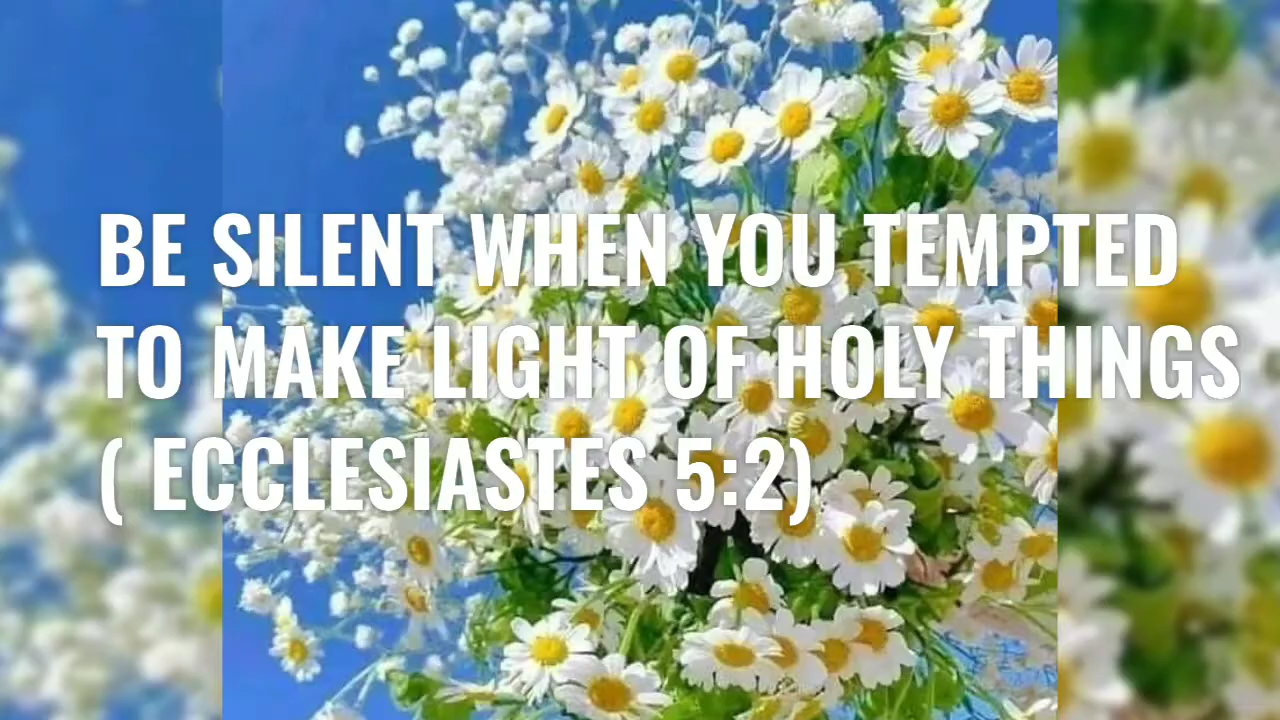 BE SILENT WHEN YOU TEMPTED
TO MAKE LIGHT OF HOLY THINGS
( ECCLESIASTES 5:2)